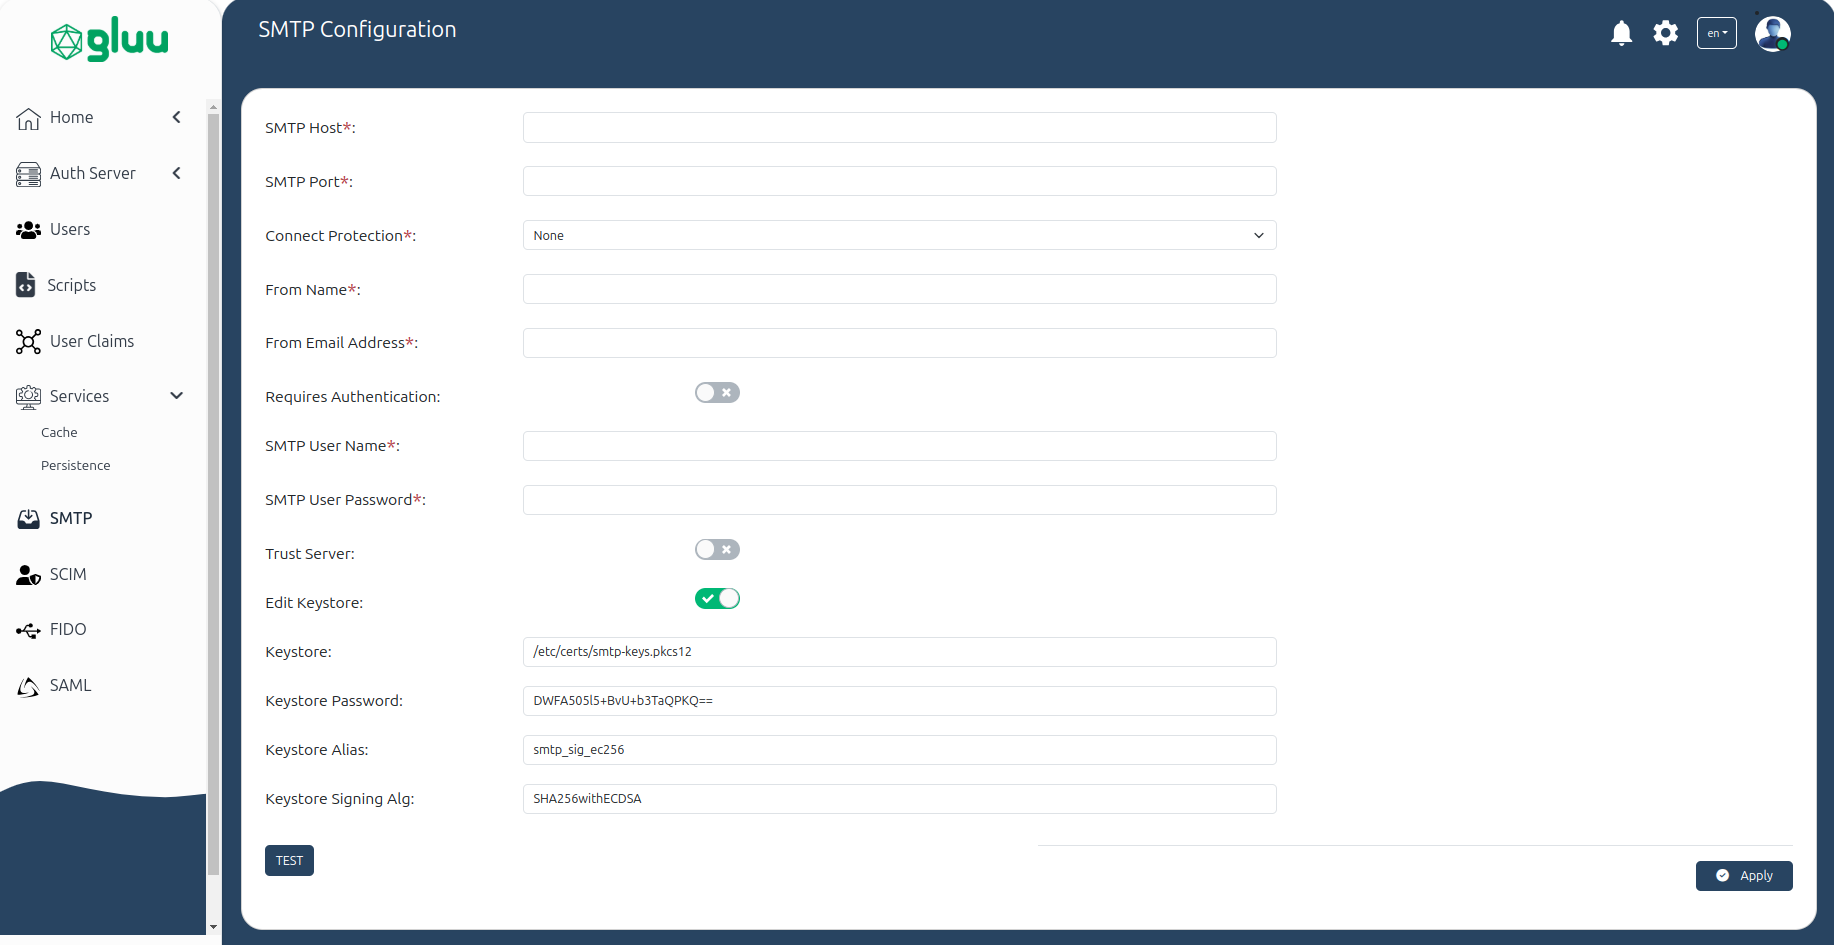 gluu
SMTP Configuration
en
Home
Auth Server
Users
Scripts
User Claims
Services
Cache
Persistence
SMTP
SCIM
FIDO
SAML
SMTP Host*:
SMTP Port*:
Connect Protection*:
None
From Name*:
From Email Address*:
Requires Authentication:
SMTP User Name*:
SMTP User Password*:
Trust Server:
Edit Keystore:
Keystore:
/etc/certs/smtp-keys.pkcs12
Keystore Password:
DWFA505l5+BvU+b3TaQPKQ==
Keystore Alias:
smtp_sig_ec256
Keystore Signing Alg:
SHA256withECDSA
TEST
Apply